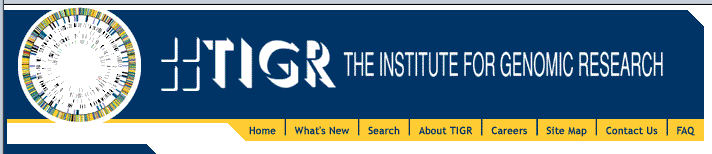 TIGR THE INSTITUTE FOR GENOMIC RESEARCH
Home What's New Search About TIGR Careers Site Map Contact Us FAQ